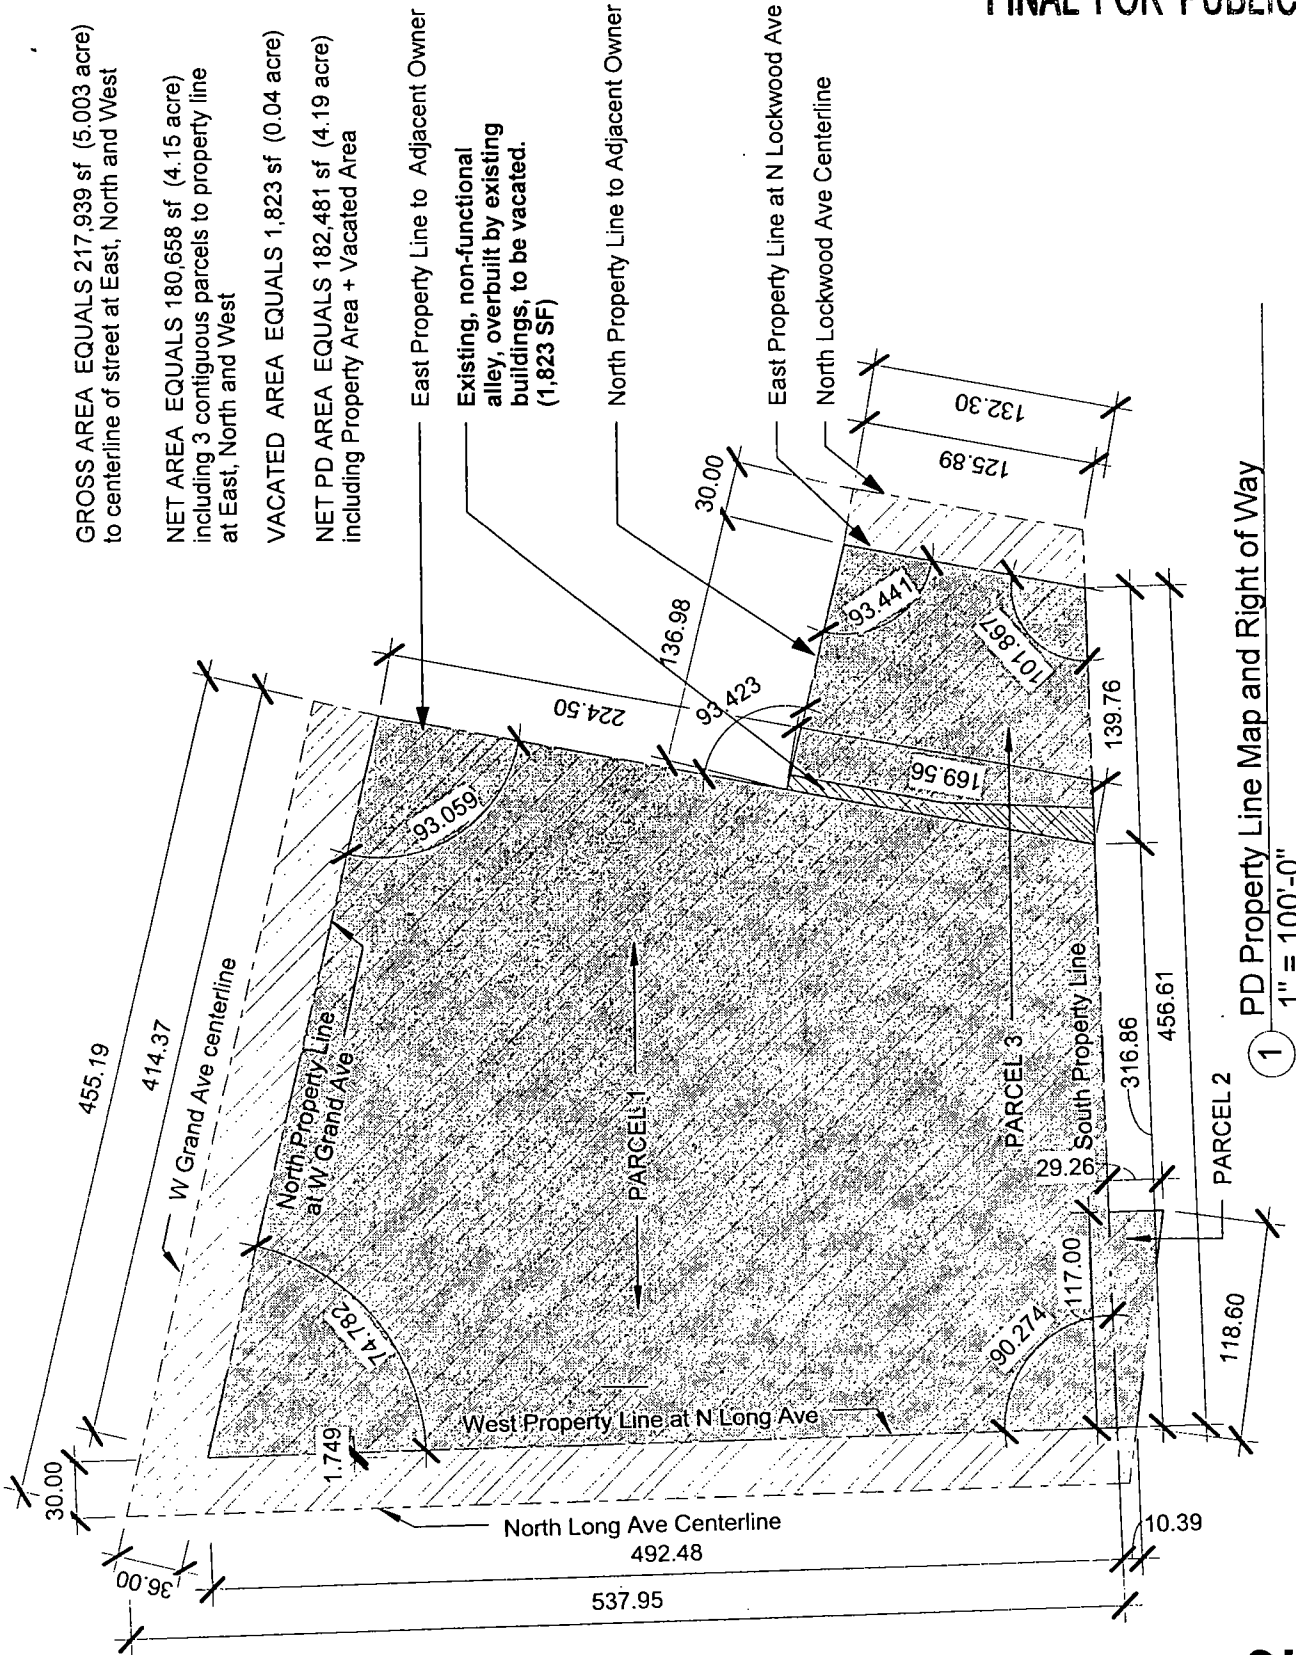 FINAL FOR PUBLIC
GROSS AREA EQUALS 217,939 sf (5.003 acre)
to centerline of street at East, North and West
NET AREA EQUALS 180,658 sf (4.15 acre)
including 3 contiguous parcels to property line
at East, North and West
VACATED AREA EQUALS 1,823 sf (0.04 acre)
NET PD AREA EQUALS 182,481 sf (4.19 acre)
including Property Area + Vacated Area
East Property Line to Adjacent Owner
Existing, non-functional
alley, overbuilt by existing
buildings, to be vacated.
(1,823 SF)
North Property Line to Adjacent Owner
East Property Line at N Lockwood Ave
North Lockwood Ave Centerline
455.19
414.37
W Grand Ave centerline
North Property Line
at W Grand Ave
30.00
36.00
74.782
93.059
224.50
136.98
30.00
93.423
93.441
125.89
132.30
101.867
169.56
139.76
PARCEL 1
PARCEL 3
South Property Line
316.86
456.61
29.26
PARCEL 2
117.00
90.274
118.60
West Property Line at N Long Ave
1.749
North Long Ave Centerline
492.48
537.95
10.39
1
PD Property Line Map and Right of Way
1" = 100'-0"